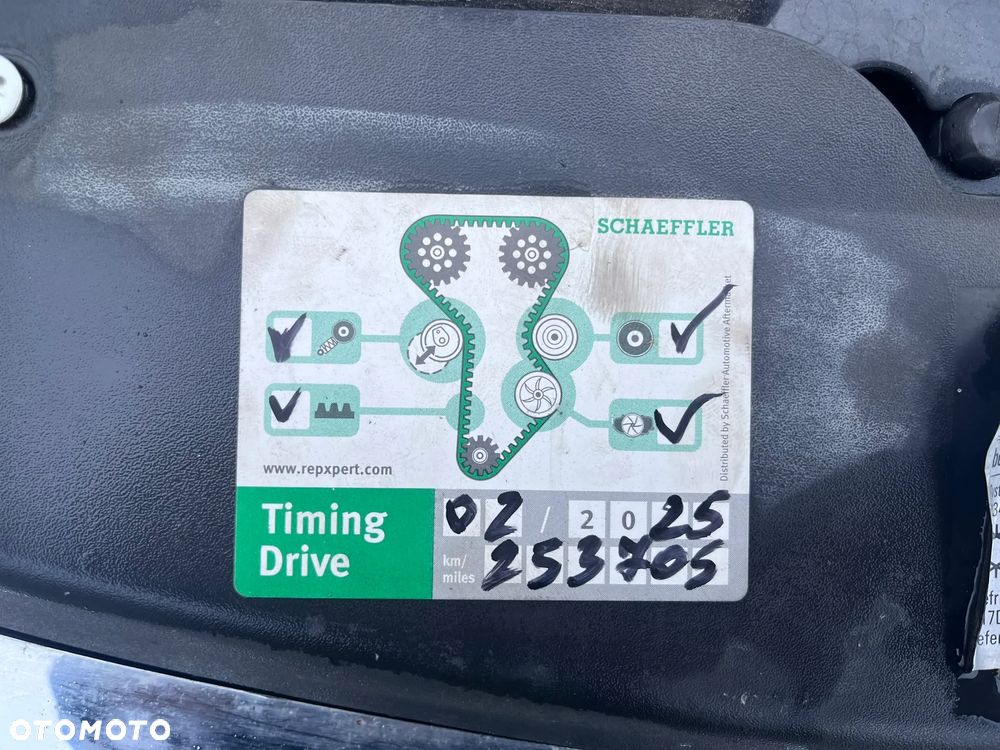 SCHAEFFLER
Distributed by Schaeffler Automotive Aftermarket
www.repxpert.com
Timing
Drive
02 / 2025
km/
miles
253705
OTOMOTO